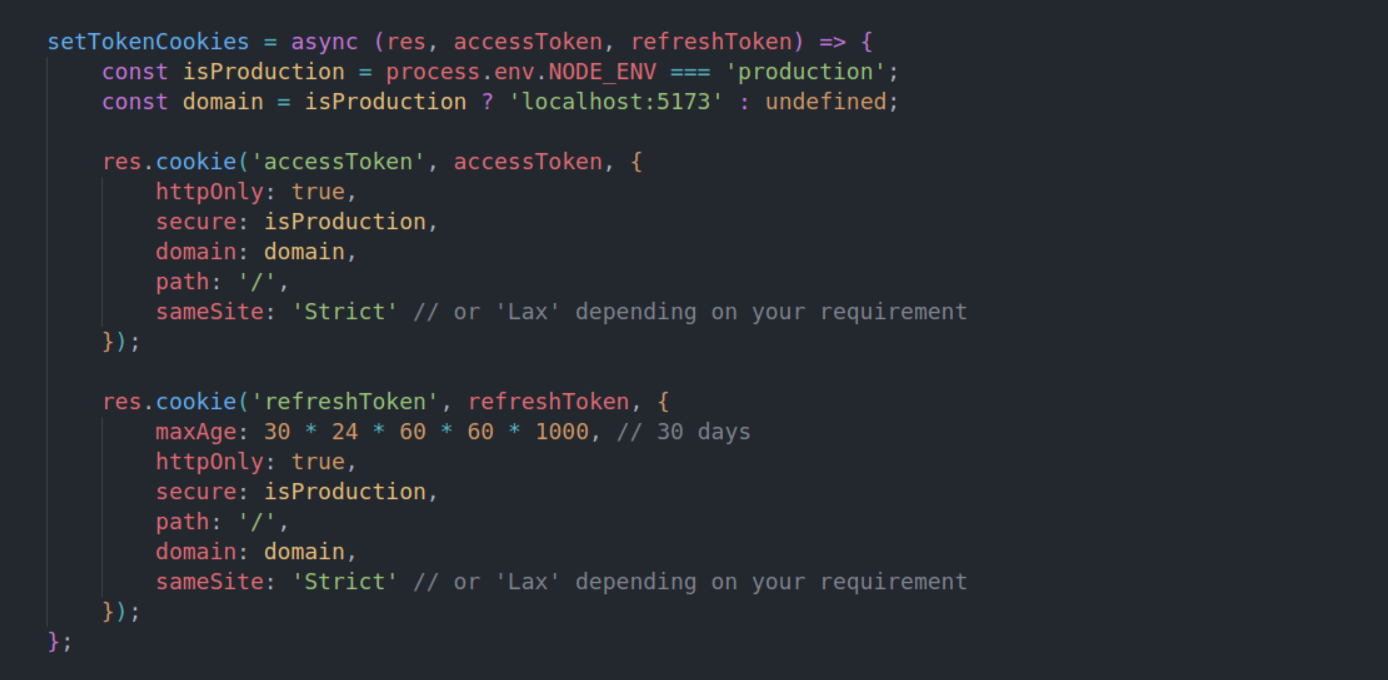 setTokenCookies = async (res, accessToken, refreshToken) => {
    const isProduction = process.env.NODE_ENV === 'production';
    const domain = isProduction ? 'localhost:5173' : undefined;

    res.cookie('accessToken', accessToken, {
        httpOnly: true,
        secure: isProduction,
        domain: domain,
        path: '/',
        sameSite: 'Strict' // or 'Lax' depending on your requirement
    });

    res.cookie('refreshToken', refreshToken, {
        maxAge: 30 * 24 * 60 * 60 * 1000, // 30 days
        httpOnly: true,
        secure: isProduction,
        path: '/',
        domain: domain,
        sameSite: 'Strict' // or 'Lax' depending on your requirement
    });
};